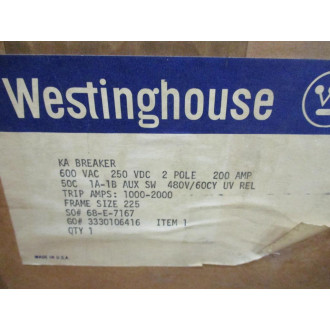 Westinghouse
KA BREAKER
600 VAC 250 VDC 2 POLE 200 AMP
50C 1A-1B AUX SW 480V/60CY UV REL
TRIP AMPS: 1000-2000
FRAME SIZE 225
SO# 68-E-7167
GO# 3330106416 ITEM 1
QTY 1
MADE IN U.S.A.